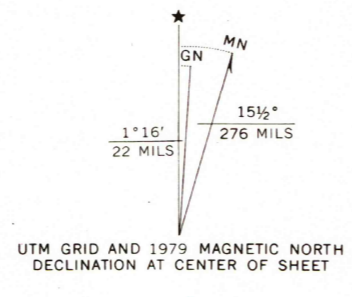 ★
MN
GN
15½°
276 MILS
1°16′
22 MILS
UTM GRID AND 1979 MAGNETIC NORTH
DECLINATION AT CENTER OF SHEET